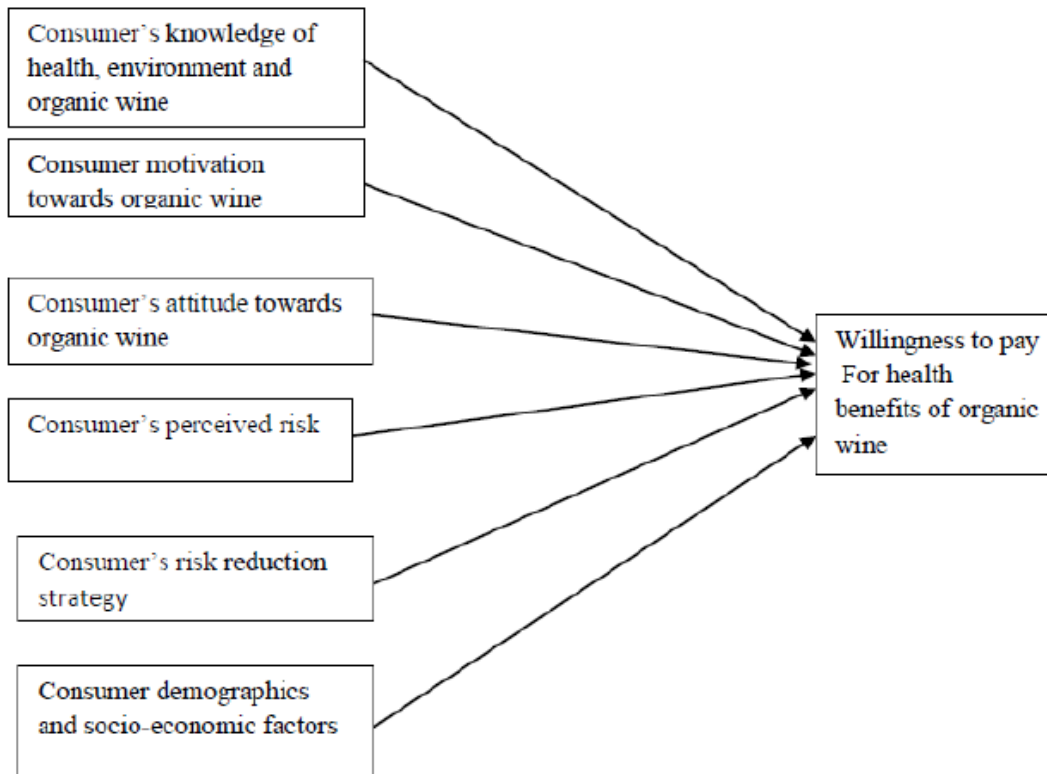 Consumer’s knowledge of
health, environment and
organic wine
Consumer motivation
towards organic wine
Consumer’s attitude towards
organic wine
Consumer’s perceived risk
Consumer’s risk reduction
strategy
Consumer demographics
and socio-economic factors
Willingness to pay
For health
benefits of organic
wine